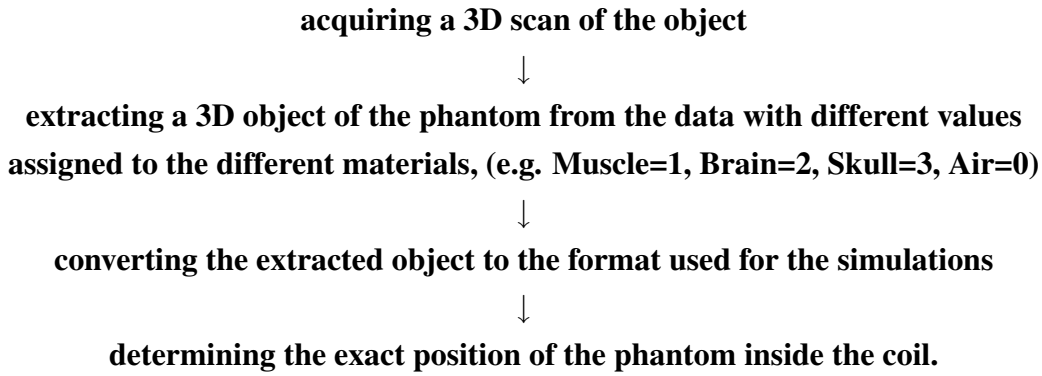 acquiring a 3D scan of the object
↓
extracting a 3D object of the phantom from the data with different values
assigned to the different materials, (e.g. Muscle=1, Brain=2, Skull=3, Air=0)
↓
converting the extracted object to the format used for the simulations
↓
determining the exact position of the phantom inside the coil.